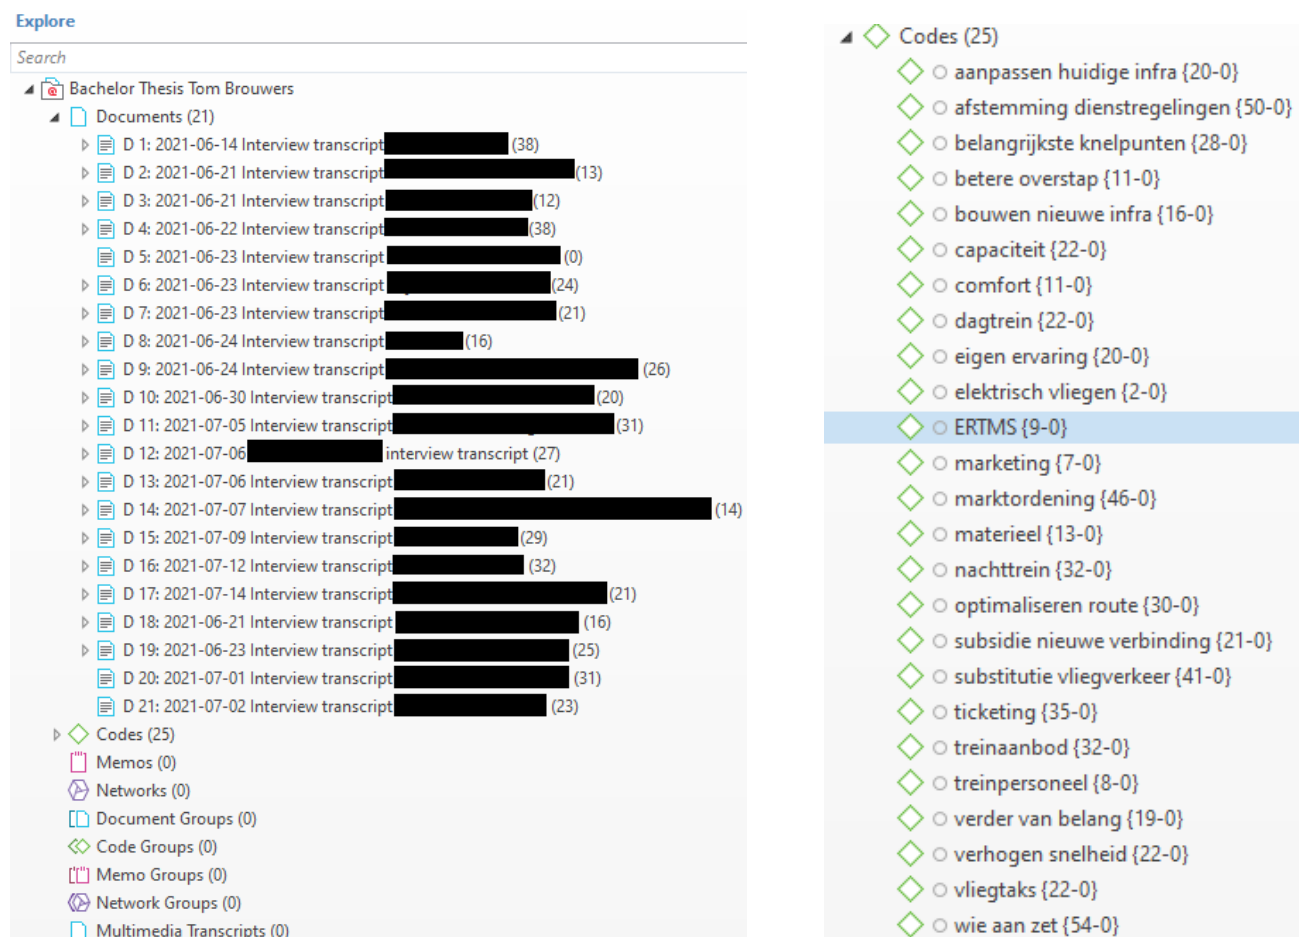 Explore
Search
Bachelor Thesis Tom Brouwers
Documents (21)
D 1: 2021-06-14 Interview transcript (38)
D 2: 2021-06-21 Interview transcript (13)
D 3: 2021-06-21 Interview transcript (12)
D 4: 2021-06-22 Interview transcript (38)
D 5: 2021-06-23 Interview transcript (0)
D 6: 2021-06-23 Interview transcript (24)
D 7: 2021-06-23 Interview transcript (21)
D 8: 2021-06-24 Interview transcript (16)
D 9: 2021-06-24 Interview transcript (26)
D 10: 2021-06-30 Interview transcript (20)
D 11: 2021-07-05 Interview transcript (31)
D 12: 2021-07-06 interview transcript (27)
D 13: 2021-07-06 Interview transcript (21)
D 14: 2021-07-07 Interview transcript (14)
D 15: 2021-07-09 Interview transcript (29)
D 16: 2021-07-12 Interview transcript (32)
D 17: 2021-07-14 Interview transcript (21)
D 18: 2021-06-21 Interview transcript (16)
D 19: 2021-06-23 Interview transcript (25)
D 20: 2021-07-01 Interview transcript (31)
D 21: 2021-07-02 Interview transcript (23)
Codes (25)
Memos (0)
Networks (0)
Document Groups (0)
Code Groups (0)
Memo Groups (0)
Network Groups (0)
Multimedia Transcripts (0)
Codes (25)
aanpassen huidige infra {20-0}
afstemming dienstregelingen {50-0}
belangrijkste knelpunten {28-0}
betere overstap {11-0}
bouwen nieuwe infra {16-0}
capaciteit {22-0}
comfort {11-0}
dagtrein {22-0}
eigen ervaring {20-0}
elektrisch vliegen {2-0}
ERTMS {9-0}
marketing {7-0}
marktordening {46-0}
materieel {13-0}
nachttrein {32-0}
optimaliseren route {30-0}
subsidie nieuwe verbinding {21-0}
substitutie vliegverkeer {41-0}
ticketing {35-0}
treinaanbod {32-0}
treinpersoneel {8-0}
verder van belang {19-0}
verhogen snelheid {22-0}
vliegtaks {22-0}
wie aan zet {54-0}